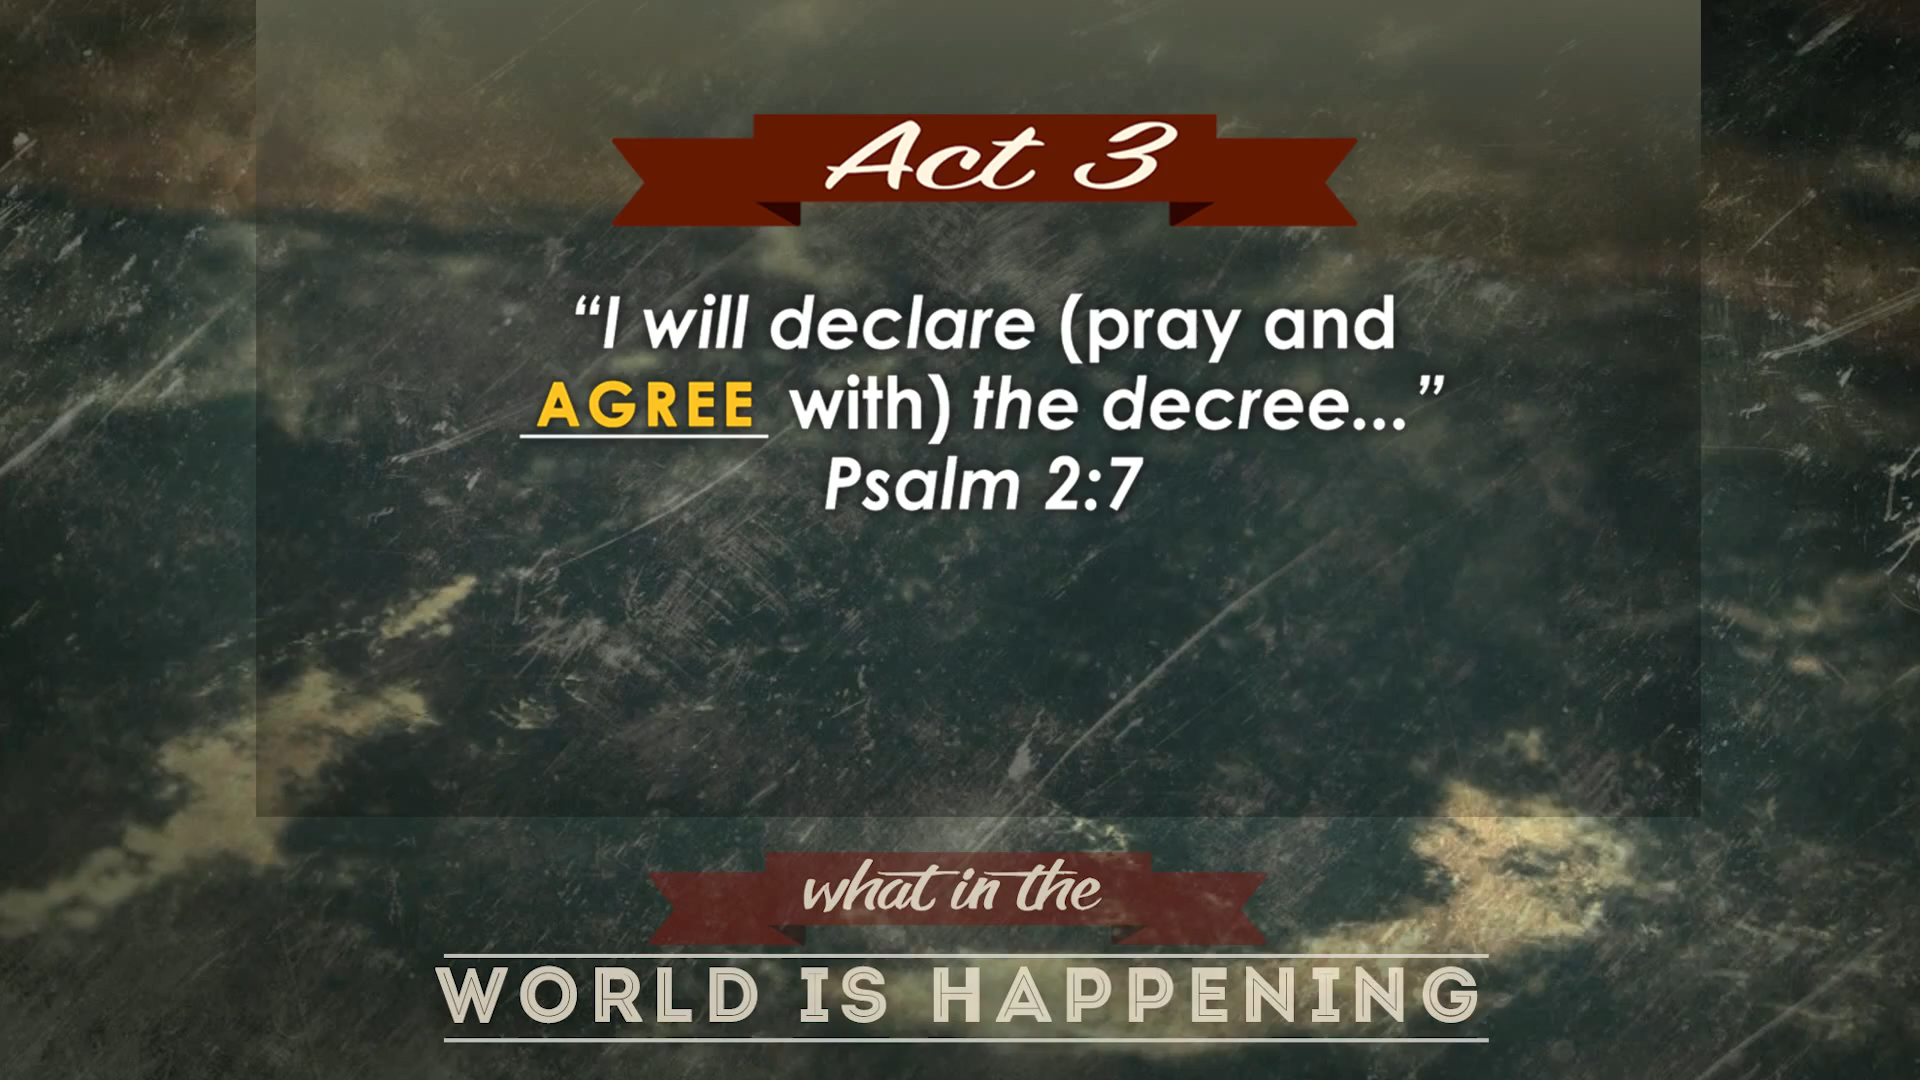 Act 3
“I will declare (pray and
AGREE with) the decree...”
Psalm 2:7
what in the
WORLD IS HAPPENING